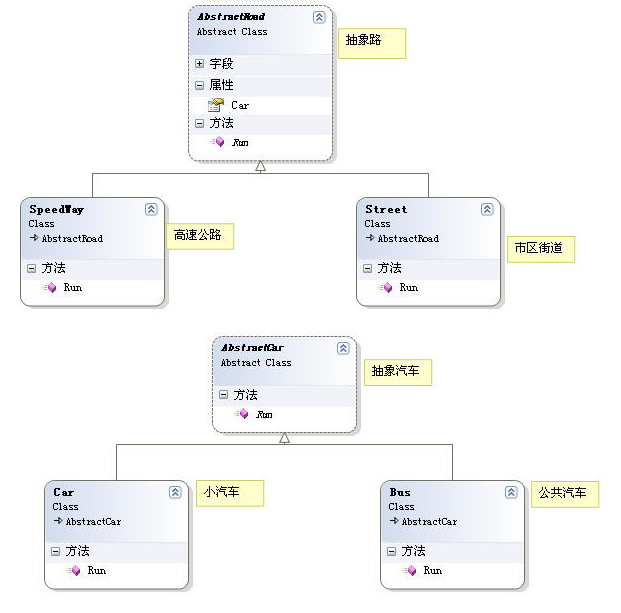 AbstractRoad
Abstract Class
抽象路
字段
属性
Car
方法
Run
SpeedWay
Class
AbstractRoad
方法
Run
高速公路
Street
Class
AbstractRoad
方法
Run
市区街道
AbstractCar
Abstract Class
抽象汽车
方法
Run
Car
Class
AbstractCar
方法
Run
小汽车
Bus
Class
AbstractCar
方法
Run
公共汽车